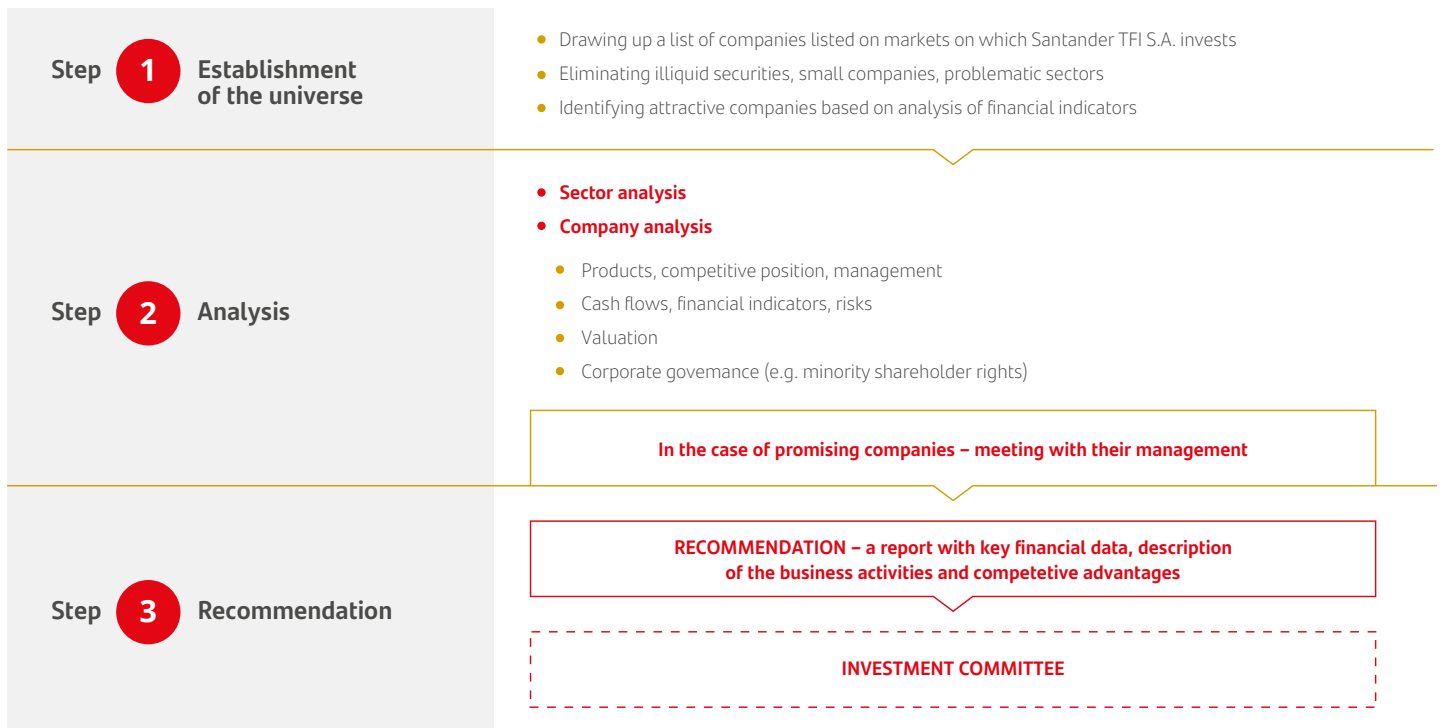 Step 1 Establishment
of the universe
• Drawing up a list of companies listed on markets on which Santander TFI S.A. invests
• Eliminating illiquid securities, small companies, problematic sectors
• Identifying attractive companies based on analysis of financial indicators
Step 2 Analysis
• Sector analysis
• Company analysis
• Products, competitive position, management
• Cash flows, financial indicators, risks
• Valuation
• Corporate govemance (e.g. minority shareholder rights)
In the case of promising companies – meeting with their management
Step 3 Recommendation
RECOMMENDATION – a report with key financial data, description
of the business activities and competetive advantages
INVESTMENT COMMITTEE